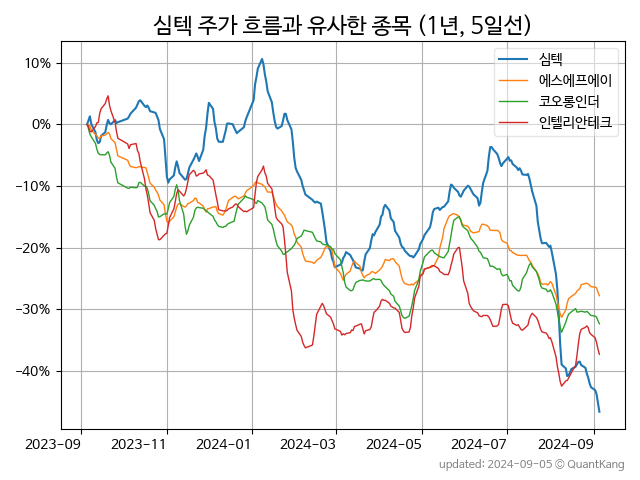 심텍 주가 흐름과 유사한 종목 (1년, 5일선)
심텍
에스에프에이
코오롱인더
인텔리안테크
10%
0%
−10%
−20%
−30%
−40%
2023-09 2023-11 2024-01 2024-03 2024-05 2024-07 2024-09
updated: 2024-09-05 © QuantKang